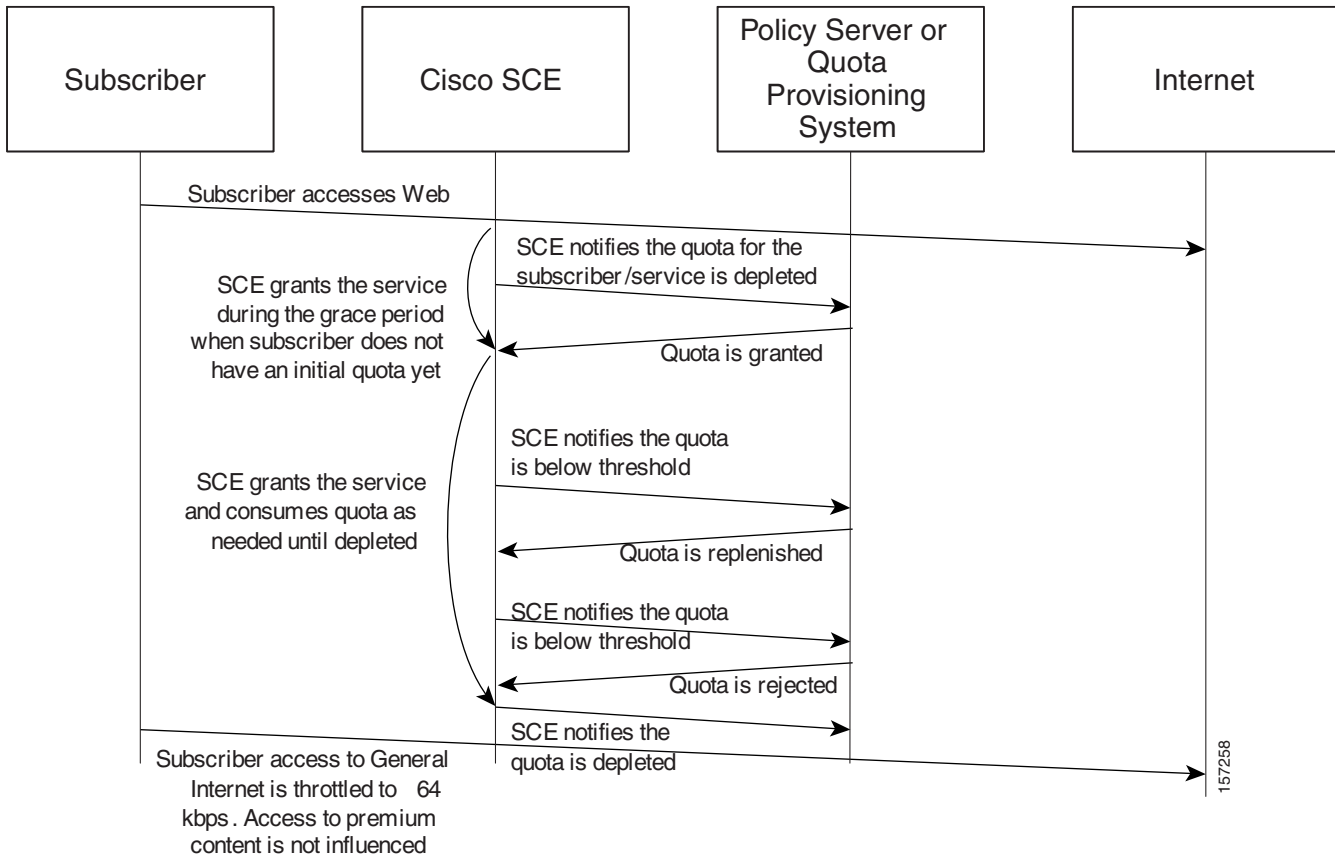 Subscriber
Cisco SCE
Policy Server or
Quota
Provisioning
System
Internet
Subscriber accesses Web
SCE notifies the quota for the
subscriber/service is depleted
SCE grants the service
during the grace period
when subscriber does not
have an initial quota yet
Quota is granted
SCE notifies the quota
is below threshold
SCE grants the service
and consumes quota as
needed until depleted
Quota is replenished
SCE notifies the quota
is below threshold
Quota is rejected
SCE notifies the
quota is depleted
Subscriber access to General
Internet is throttled to 64
kbps. Access to premium
content is not influenced
157258